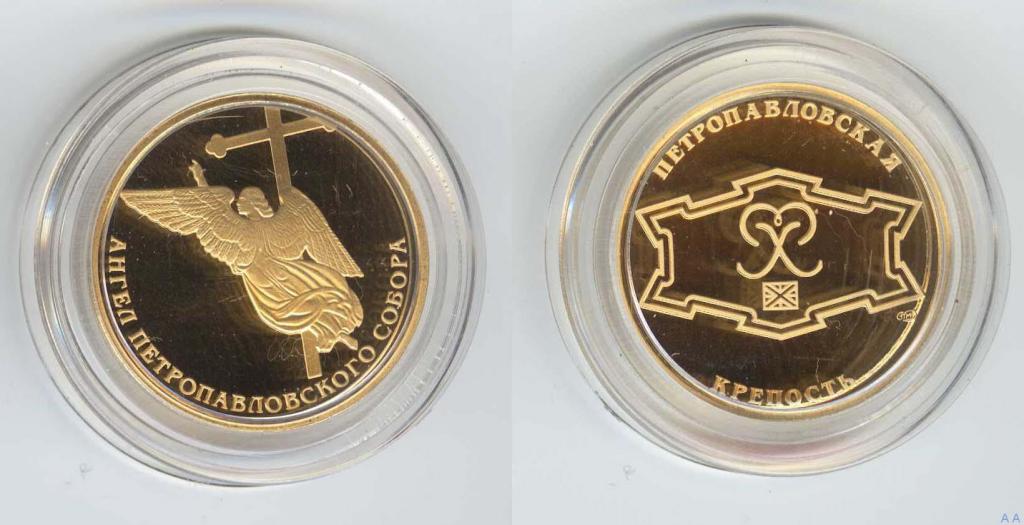 АНГЕЛ ПЕТРОПАВЛОВСКОГО СОБОРА
ПЕТРОПАВЛОВСКАЯ
КРЕПОСТЬ
А.А